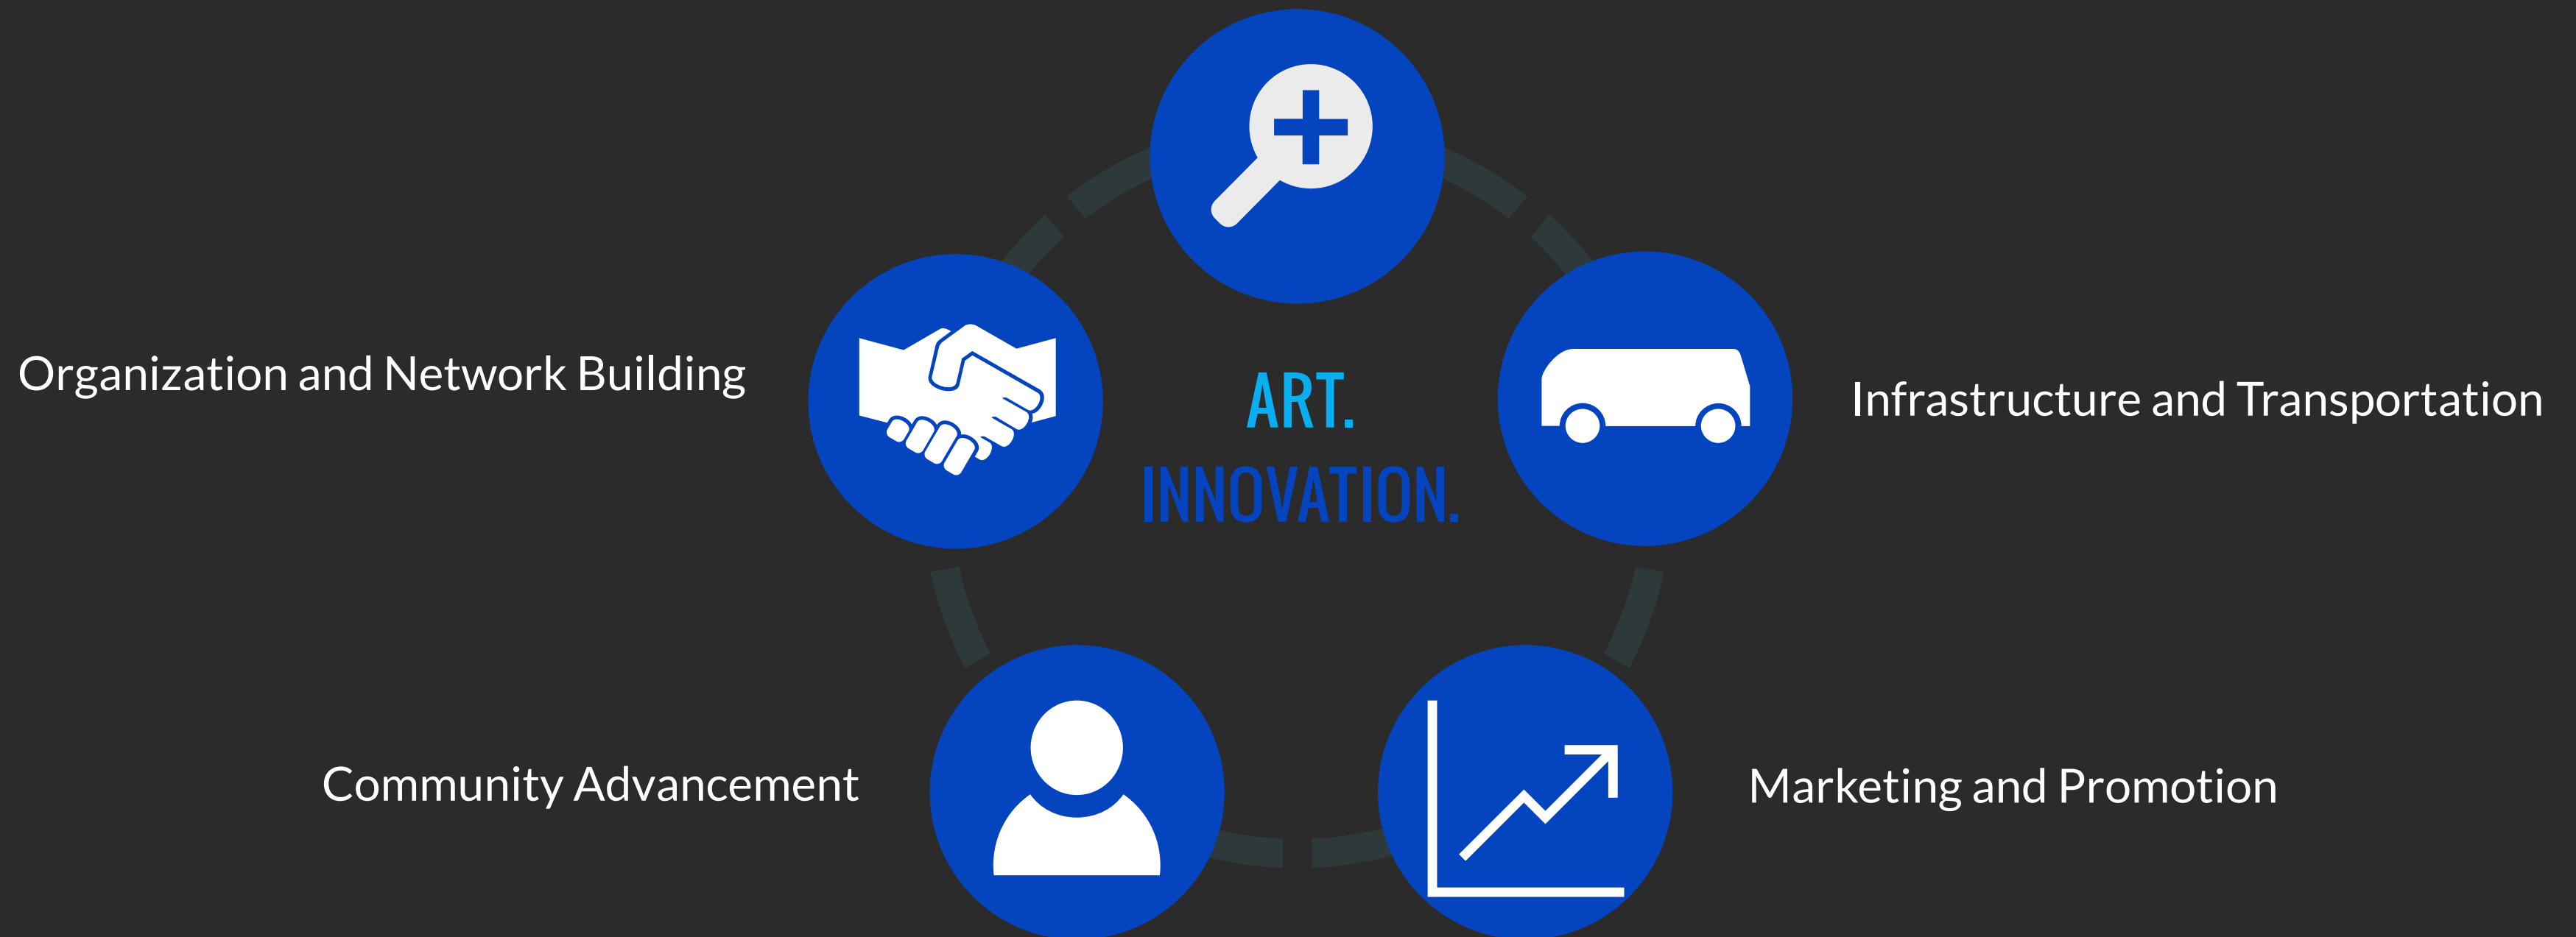 Organization and Network Building
ART.
INNOVATION.
Infrastructure and Transportation
Community Advancement
Marketing and Promotion